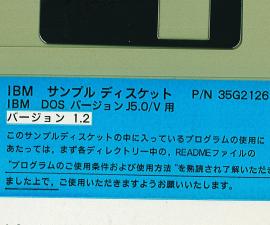 IBM サンプル ディスケット P/N 35G2126
IBM DOS バージョン J5.0/V 用
バージョン 1.2
このサンプルディスケットの中に入っているプログラムの使用に
あたっては，まず各ディレクトリー中の，READMEファイルの
"プログラムのご使用条件および使用方法"を熟読され了解いただき
ました上で，ご使用いただきますようお願いいたします。